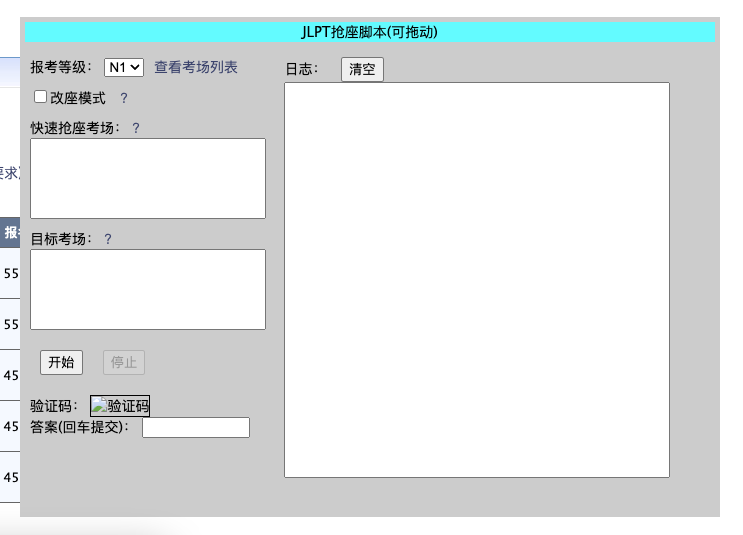 JLPT抢座脚本(可拖动)
报考等级： N1 查看考场列表
改座模式 ?
快速抢座考场： ?
目标考场： ?
开始 停止
验证码： 验证码
答案(回车提交)：
日志： 清空
要求)
报
55
55
45
45
45